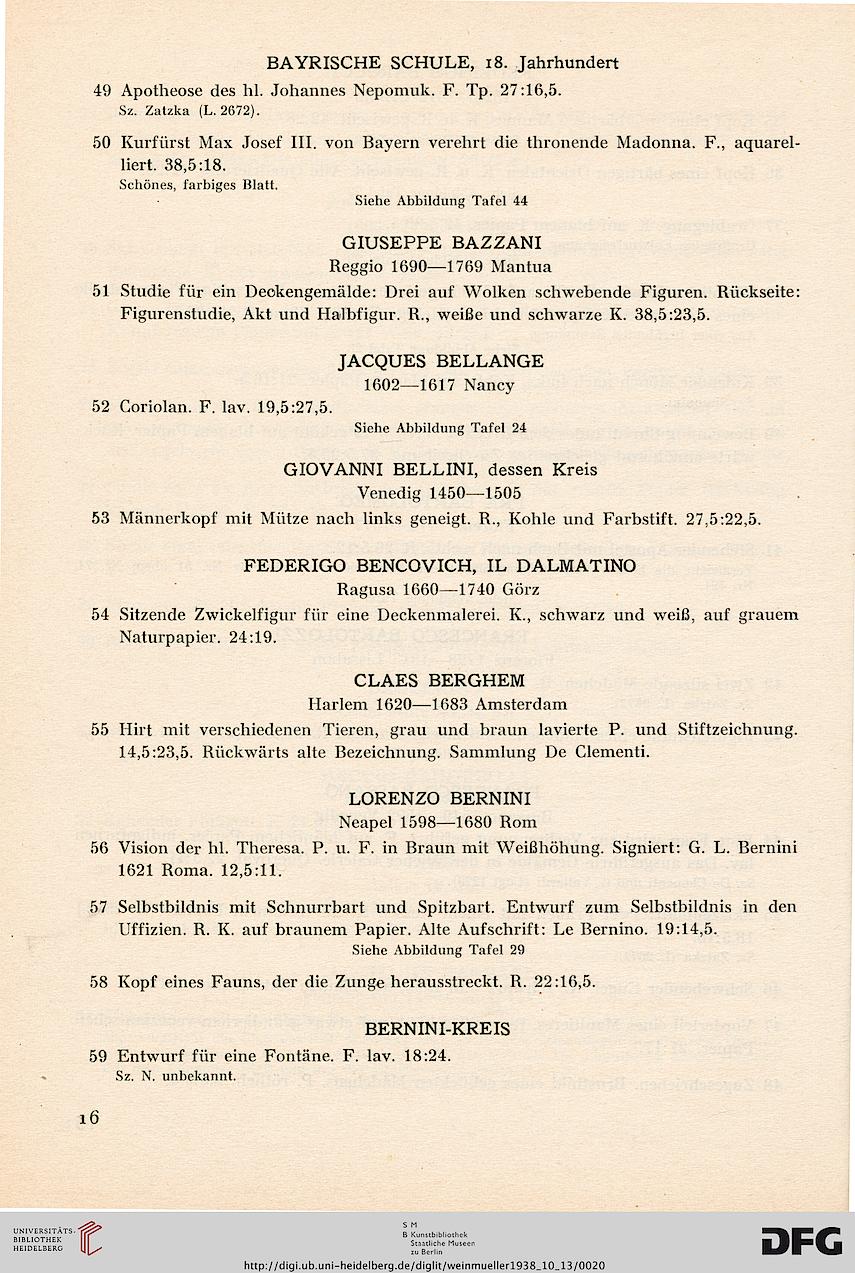 BAYRISCHE SCHULE, 18. Jahrhundert
49 Apotheose des hl. Johannes Nepomuk. F. Tp. 27:16,5.
Sz. Zatzka (L. 2672).
50 Kurfürst Max Josef III. von Bayern verehrt die thronende Madonna. F., aquarel-
liert. 38,5:18.
Schönes, farbiges Blatt.
Siehe Abbildung Tafel 44
GIUSEPPE BAZZANI
Reggio 1690—1769 Mantua
51 Studie für ein Deckengemälde: Drei auf Wolken schwebende Figuren. Rückseite:
Figurenstudie, Akt und Halbfigur. R., weiße und schwarze K. 38,5:23,5.
JACQUES BELLANGE
1602—1617 Nancy
52 Coriolan. F. lav. 19,5:27,5.
Siehe Abbildung Tafel 24
GIOVANNI BELLINI, dessen Kreis
Venedig 1450—1505
53 Männerkopf mit Mütze nach links geneigt. R., Kohle und Farbstift. 27,5:22,5.
FEDERIGO BENCOVICH, IL DALMATINO
Ragusa 1660—1740 Görz
54 Sitzende Zwickelfigur für eine Deckenmalerei. K., schwarz und weiß, auf grauem
Naturpapier. 24:19.
CLAES BERGHEM
Harlem 1620—1683 Amsterdam
55 Hirt mit verschiedenen Tieren, grau und braun lavierte P. und Stiftzeichnung.
14,5:23,5. Rückwärts alte Bezeichnung. Sammlung De Clementi.
LORENZO BERNINI
Neapel 1598—1680 Rom
56 Vision der hl. Theresa. P. u. F. in Braun mit Weißhöhung. Signiert: G. L. Bernini
1621 Roma. 12,5:11.
57 Selbstbildnis mit Schnurrbart und Spitzbart. Entwurf zum Selbstbildnis in den
Uffizien. R. K. auf braunem Papier. Alte Aufschrift: Le Bernino. 19:14,5.
Siehe Abbildung Tafel 29
58 Kopf eines Fauns, der die Zunge herausstreckt. R. 22:16,5.
BERNINI-KREIS
59 Entwurf für eine Fontäne. F. lav. 18:24.
Sz. N. unbekannt.
16
UNIVERSITÄTS-
BIBLIOTHEK
HEIDELBERG
S M
B Kunstbibliothek
Staatliche Museen
zu Berlin
DFG
http://digi.ub.uni-heidelberg.de/diglit/weinmueller1938_10_13/0020